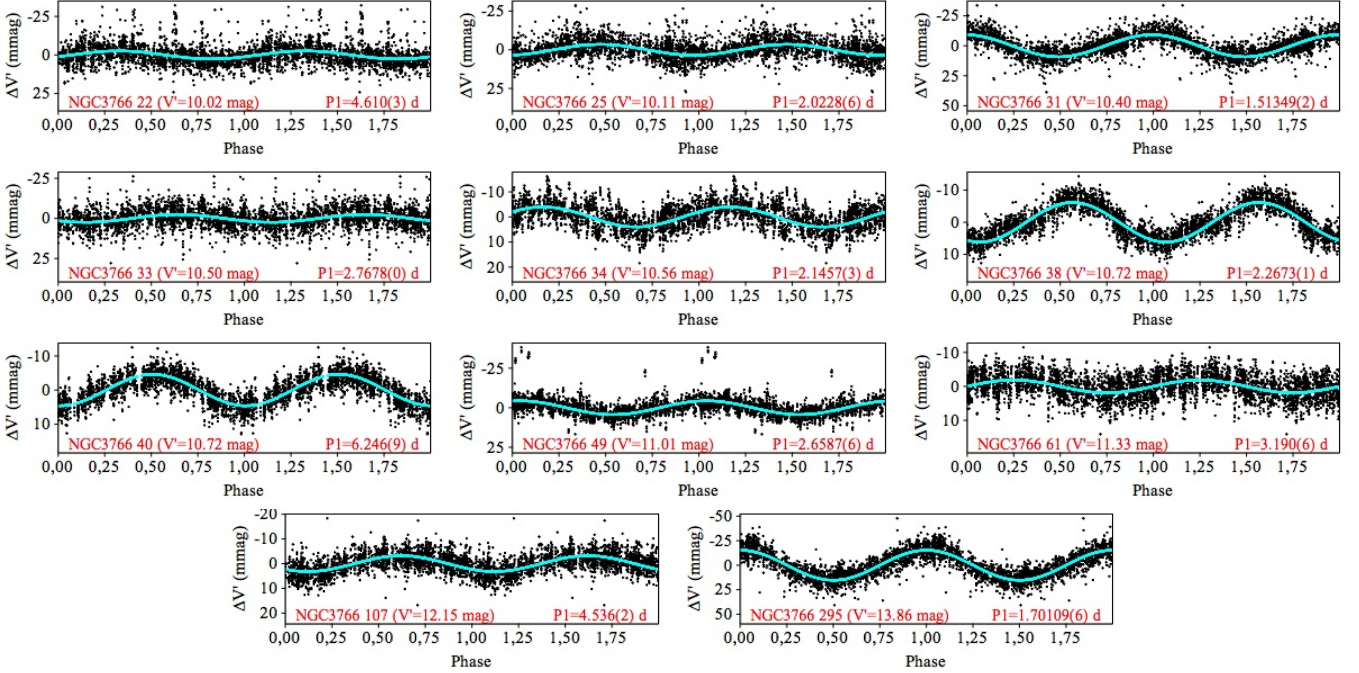 ΔV' (mmag)
-25
0
25
NGC3766 22 (V'=10.02 mag) P1=4.610(3) d
0,00 0,25 0,50 0,75 1,00 1,25 1,50 1,75
Phase
ΔV' (mmag)
-25
0
25
NGC3766 25 (V'=10.11 mag) P1=2.0228(6) d
0,00 0,25 0,50 0,75 1,00 1,25 1,50 1,75
Phase
ΔV' (mmag)
-25
0
25
50
NGC3766 31 (V'=10.40 mag) P1=1.51349(2) d
0,00 0,25 0,50 0,75 1,00 1,25 1,50 1,75
Phase
ΔV' (mmag)
-25
0
25
NGC3766 33 (V'=10.50 mag) P1=2.7678(0) d
0,00 0,25 0,50 0,75 1,00 1,25 1,50 1,75
Phase
ΔV' (mmag)
-10
0
10
20
NGC3766 34 (V'=10.56 mag) P1=2.1457(3) d
0,00 0,25 0,50 0,75 1,00 1,25 1,50 1,75
Phase
ΔV' (mmag)
-10
0
10
NGC3766 38 (V'=10.72 mag) P1=2.2673(1) d
0,00 0,25 0,50 0,75 1,00 1,25 1,50 1,75
Phase
ΔV' (mmag)
-10
0
10
NGC3766 40 (V'=10.72 mag) P1=6.246(9) d
0,00 0,25 0,50 0,75 1,00 1,25 1,50 1,75
Phase
ΔV' (mmag)
-25
0
25
NGC3766 49 (V'=11.01 mag) P1=2.6587(6) d
0,00 0,25 0,50 0,75 1,00 1,25 1,50 1,75
Phase
ΔV' (mmag)
-10
0
10
NGC3766 61 (V'=11.33 mag) P1=3.190(6) d
0,00 0,25 0,50 0,75 1,00 1,25 1,50 1,75
Phase
ΔV' (mmag)
-20
-10
0
10
20
NGC3766 107 (V'=12.15 mag) P1=4.536(2) d
0,00 0,25 0,50 0,75 1,00 1,25 1,50 1,75
Phase
ΔV' (mmag)
-50
-25
0
25
50
NGC3766 295 (V'=13.86 mag) P1=1.70109(6) d
0,00 0,25 0,50 0,75 1,00 1,25 1,50 1,75
Phase